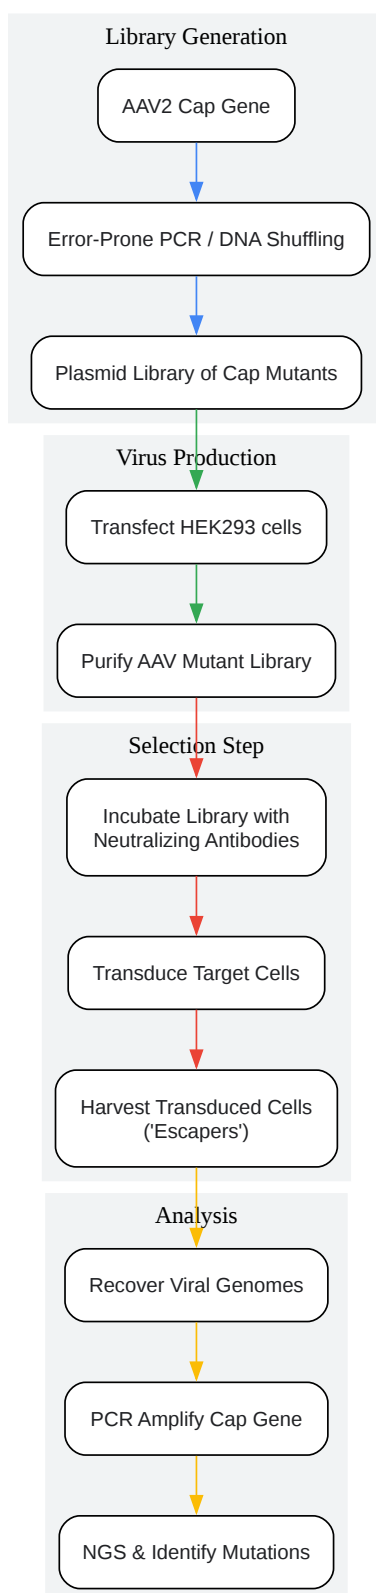 Library Generation
AAV2 Cap Gene
Error-Prone PCR / DNA Shuffling
Plasmid Library of Cap Mutants
Virus Production
Transfect HEK293 cells
Purify AAV Mutant Library
Selection Step
Incubate Library with
Neutralizing Antibodies
Transduce Target Cells
Harvest Transduced Cells
('Escapers')
Analysis
Recover Viral Genomes
PCR Amplify Cap Gene
NGS & Identify Mutations